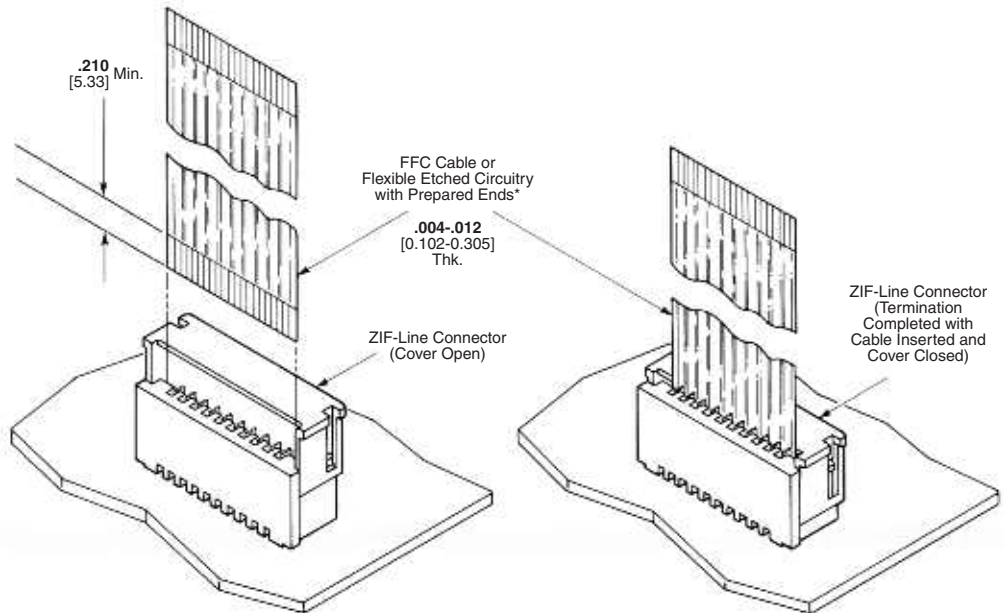 .210
[5.33] Min.
FFC Cable or
Flexible Etched Circuitry
with Prepared Ends*
.004-.012
[0.102-0.305]
Thk.
ZIF-Line Connector
(Cover Open)
ZIF-Line Connector
(Termination
Completed with
Cable Inserted and
Cover Closed)